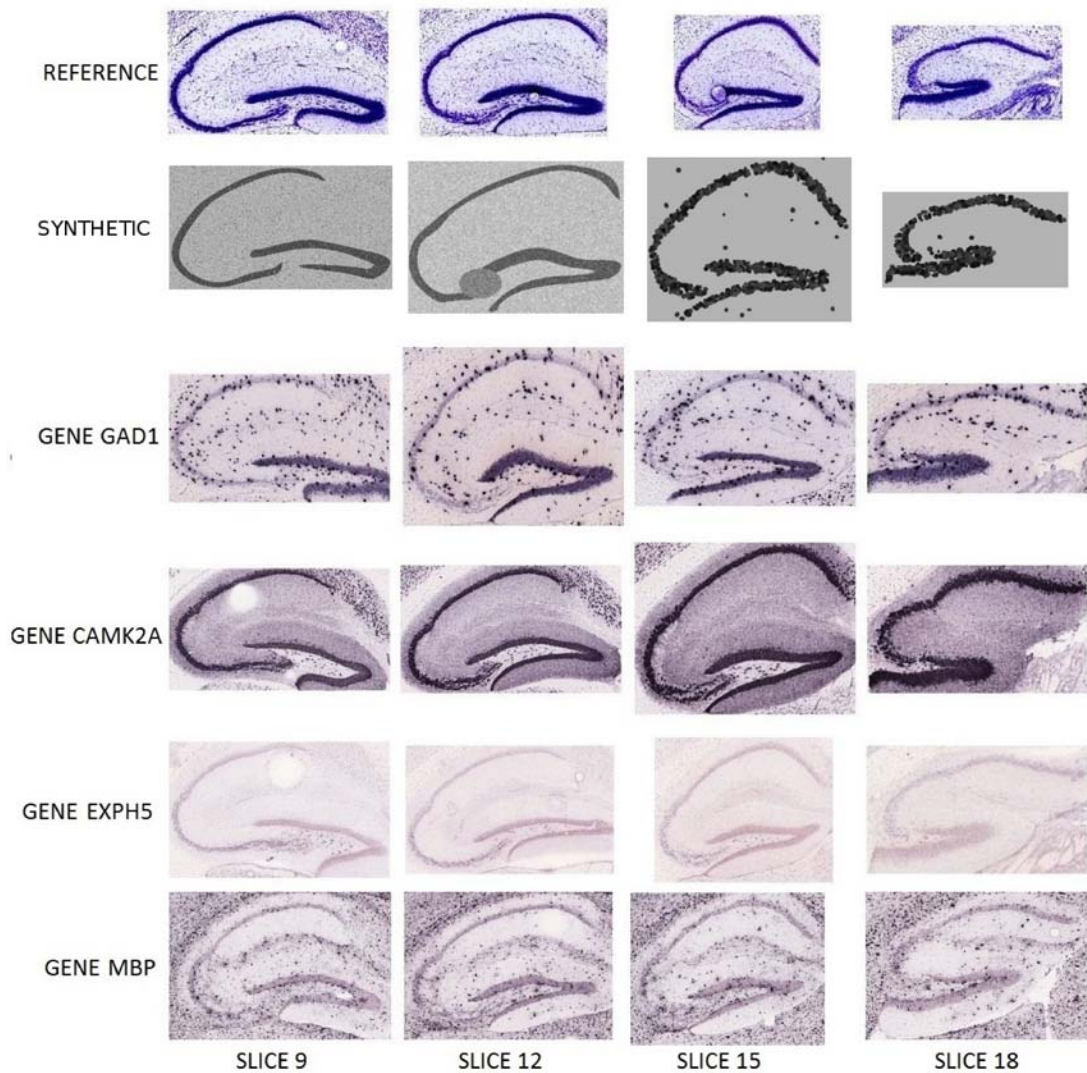 REFERENCE
SYNTHETIC
GENE GAD1
GENE CAMK2A
GENE EXPH5
GENE MBP
SLICE 9 SLICE 12 SLICE 15 SLICE 18